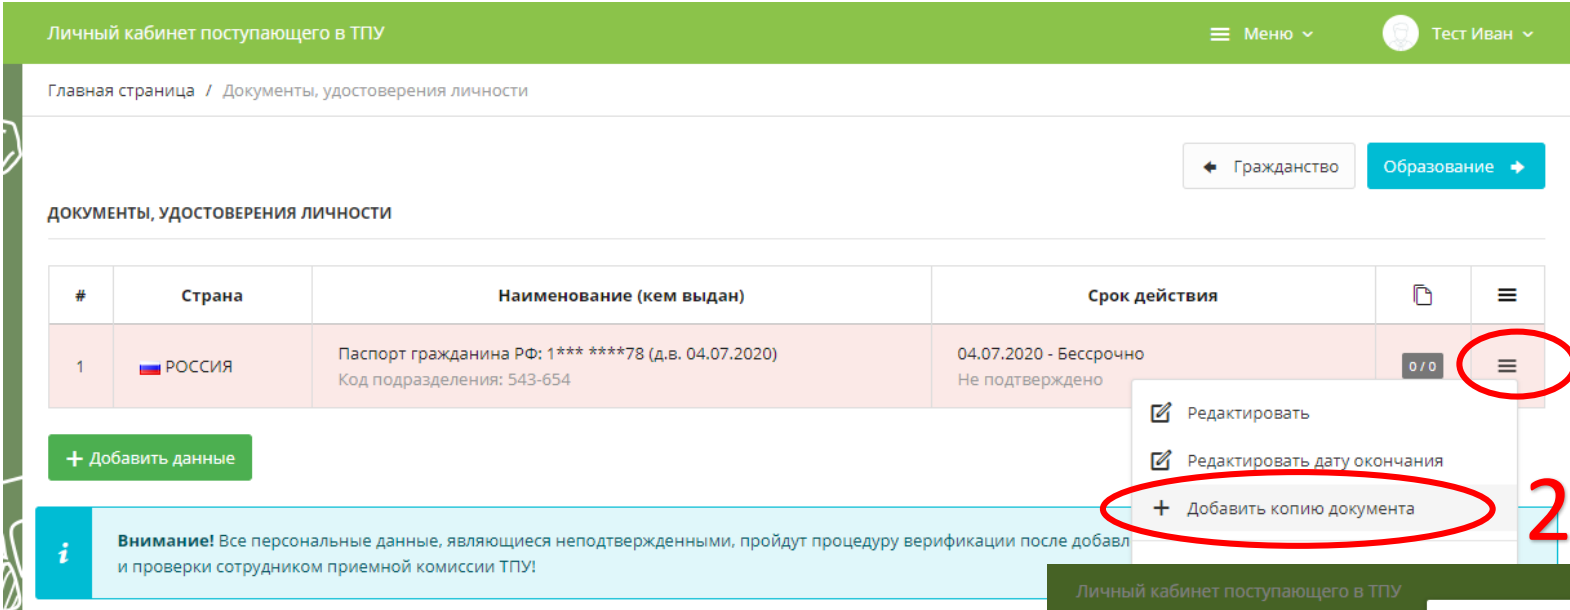 Личный кабинет поступающего в ТПУ
Меню
Тест Иван
Главная страница / Документы, удостоверения личности
Гражданство
Образование
ДОКУМЕНТЫ, УДОСТОВЕРЕНИЯ ЛИЧНОСТИ
# Страна Наименование (кем выдан) Срок действия
1 РОССИЯ Паспорт гражданина РФ: 1*** ****78 (д.в. 04.07.2020) 04.07.2020 - Бессрочно 0 / 0
Код подразделения: 543-654 Не подтверждено
Редактировать
Редактировать дату окончания
Добавить копию документа
2
+ Добавить данные
i
Внимание! Все персональные данные, являющиеся неподтвержденными, пройдут процедуру верификации после
и проверки сотрудником приемной комиссии ТПУ!
Личный кабинет поступающего в ТПУ